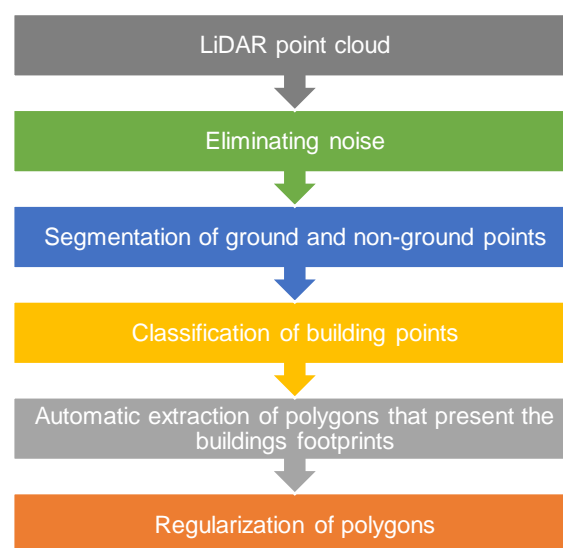 LiDAR point cloud
Eliminating noise
Segmentation of ground and non-ground points
Classification of building points
Automatic extraction of polygons that present the
buildings footprints
Regularization of polygons